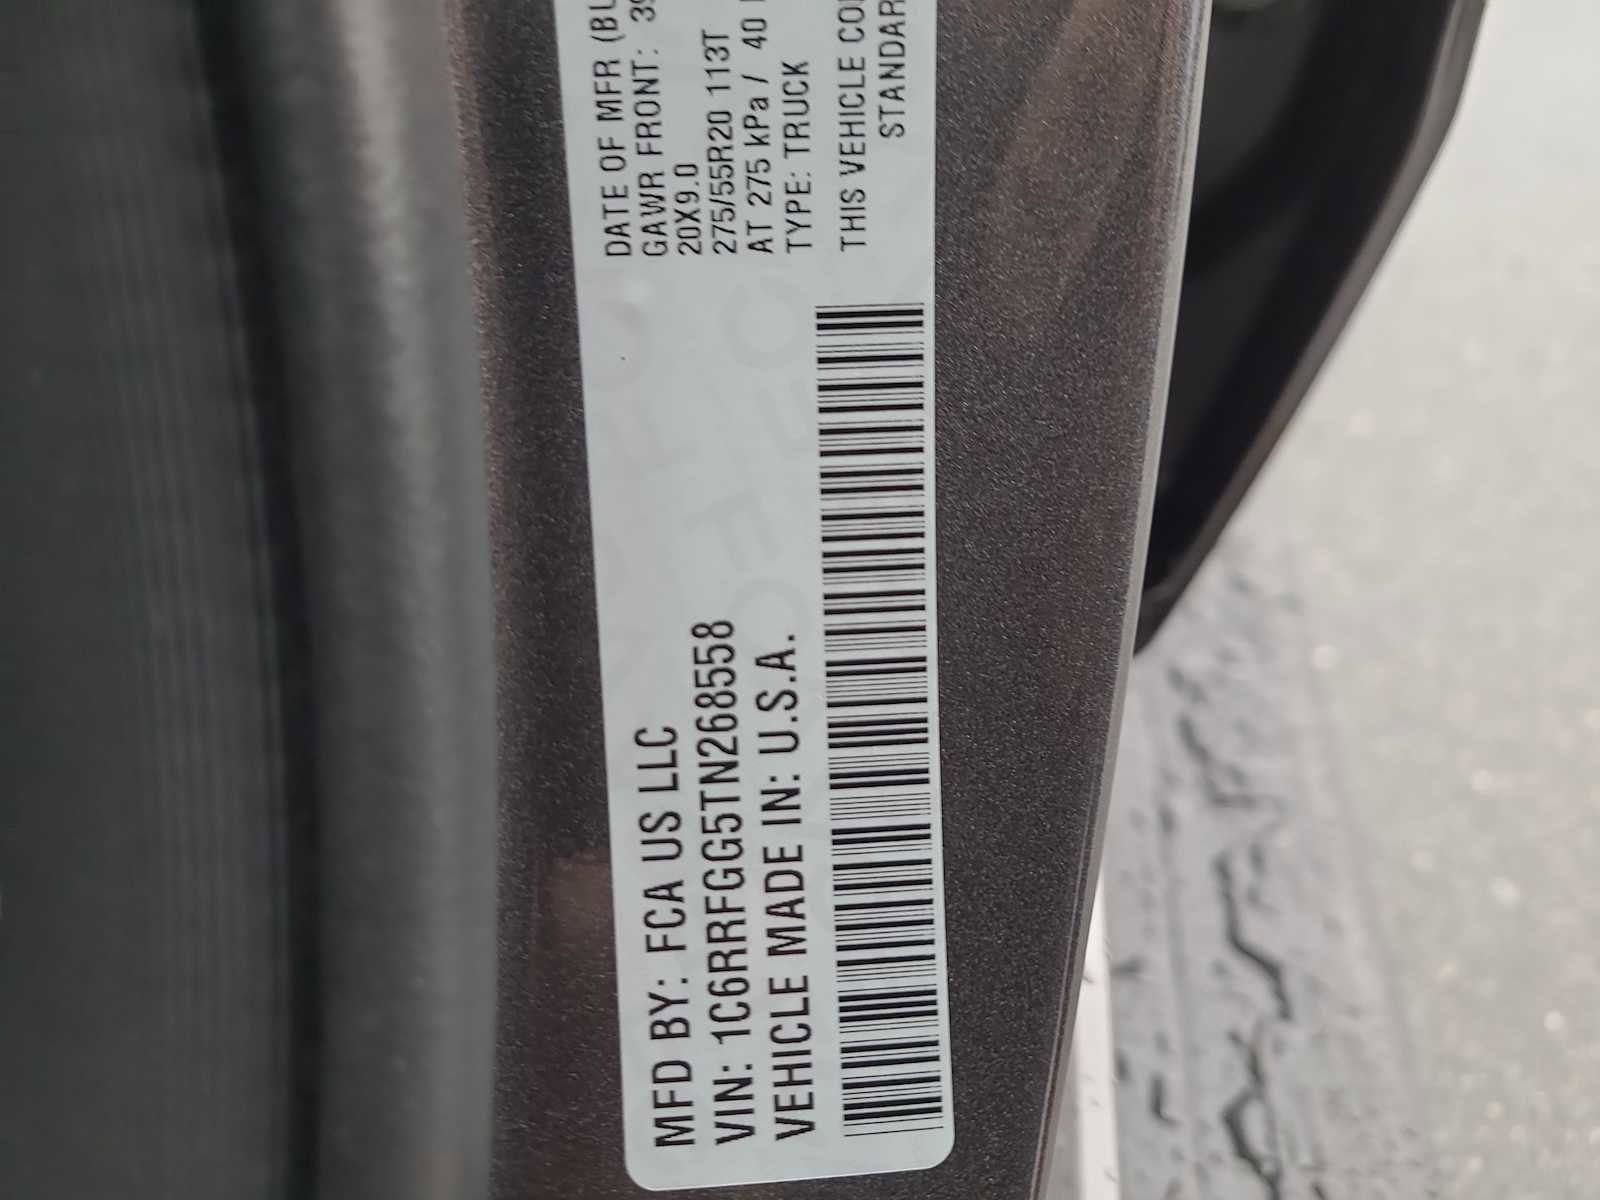 MFD BY: FCA US LLC
VIN: 1C6RRFGG5TN268558
VEHICLE MADE IN: U.S.A.
DATE OF MFR
GAWR FRONT:
20X9.0
275/55R20 113T
AT 275 kPa / 40
TYPE: TRUCK
THIS VEHICLE